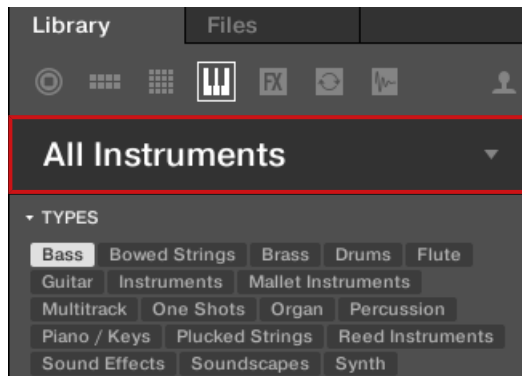 Library Files
FX
All Instruments
TYPES
Bass Bowed Strings Brass Drums Flute
Guitar Instruments Mallet Instruments
Multitrack One Shots Organ Percussion
Piano / Keys Plucked Strings Reed Instruments
Sound Effects Soundscapes Synth